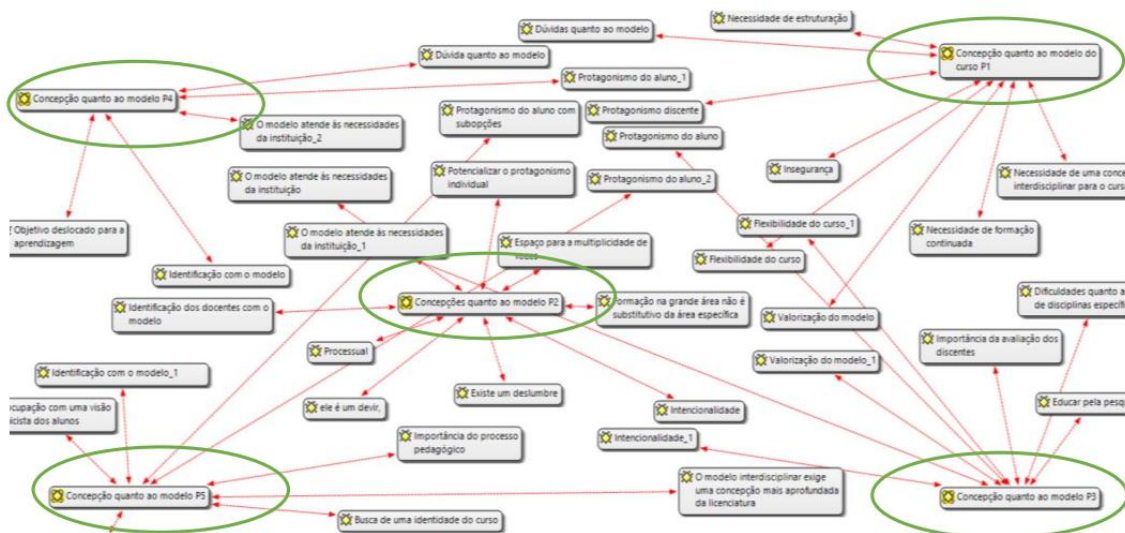 Necessidade de estruturação
Dúvidas quanto ao modelo
Concepção quanto ao modelo do
curso P1
Dúvida quanto ao modelo
Protagonismo do aluno_1
Concepção quanto ao modelo P4
Protagonismo do aluno com
subopções
Protagonismo discente
O modelo atende às necessidades
da instituição_2
Protagonismo do aluno
O modelo atende às necessidades
da instituição
Potencializar o protagonismo
individual
Protagonismo do aluno_2
Insegurança
Necessidade de uma
interdisciplinar para o
Objetivo deslocado para a
aprendizagem
O modelo atende às necessidades
da instituição_1
Espaço para a multiplicidade de
Flexibilidade do curso_1
Necessidade de formação
continuada
Flexibilidade do curso
Identificação com o modelo
Identificação dos docentes com o
modelo
Concepções quanto ao modelo P2
Formação na grande área não é
substitutivo da área específica
Dificuldades quanto
de disciplinas
Valorização do modelo
Importância da avaliação dos
discentes
Processual
Valorização do modelo_1
Identificação com o modelo_1
Existe um deslumbre
com uma visão
dos alunos
ele é um devir,
Intencionalidade
Educar pela
Importância do processo
pedagógico
Intencionalidade_1
Concepção quanto ao modelo P5
O modelo interdisciplinar exige
uma concepção mais aprofundada
da licenciatura
Concepção quanto ao modelo P3
Busca de uma identidade do curso